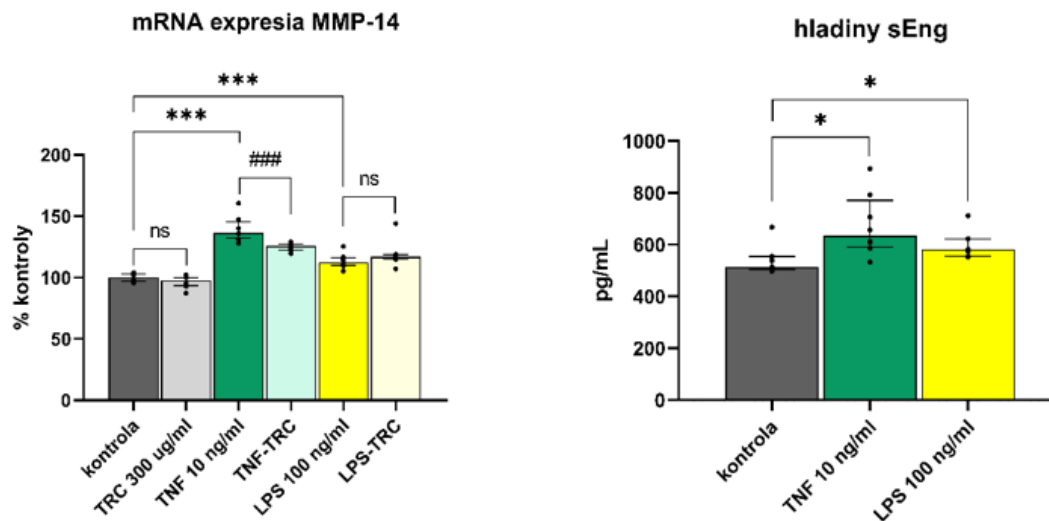 mRNA expresia MMP-14
***
***
###
ns
ns
% kontroly
200
150
100
50
0
kontrola
TRC 300 ug/ml
TNF 10 ng/ml
TNF-TRC
LPS 100 ng/ml
LPS-TRC
hladiny sEng
*
*
pg/mL
1000
800
600
400
200
0
kontrola
TNF 10 ng/ml
LPS 100 ng/ml